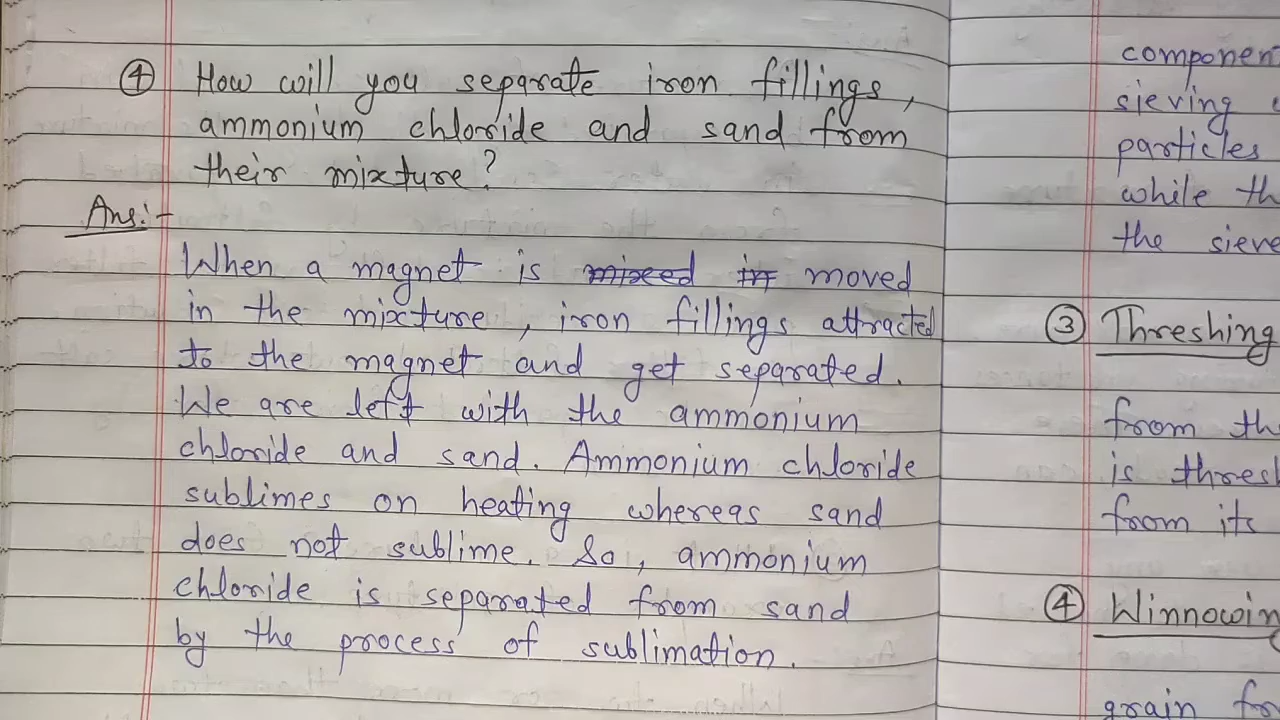 ④ How will you separate iron fillings,
ammonium chloride and sand from
their mixture?
Ans:-
When a magnet is mixed in moved
in the mixture, iron fillings attracted
to the magnet and get separated.
We are left with the ammonium
chloride and sand. Ammonium chloride
sublimes on heating whereas sand
does not sublime. So, ammonium
chloride is separated from sand
by the process of sublimation.
componen
sieving
particles
while th
the sieve
③ Threshing
from th
is thresh
from its
④ Winnowin
grain fr